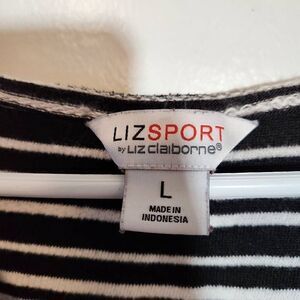 LIZSPORT
by Liz claiborne®
L
MADE IN
INDONESIA